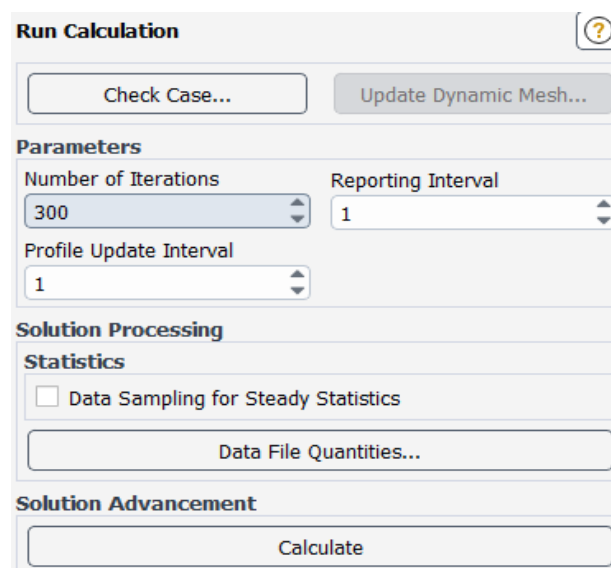 Run Calculation
?
Check Case...
Update Dynamic Mesh...
Parameters
Number of Iterations
Reporting Interval
300
1
Profile Update Interval
1
Solution Processing
Statistics
Data Sampling for Steady Statistics
Data File Quantities...
Solution Advancement
Calculate